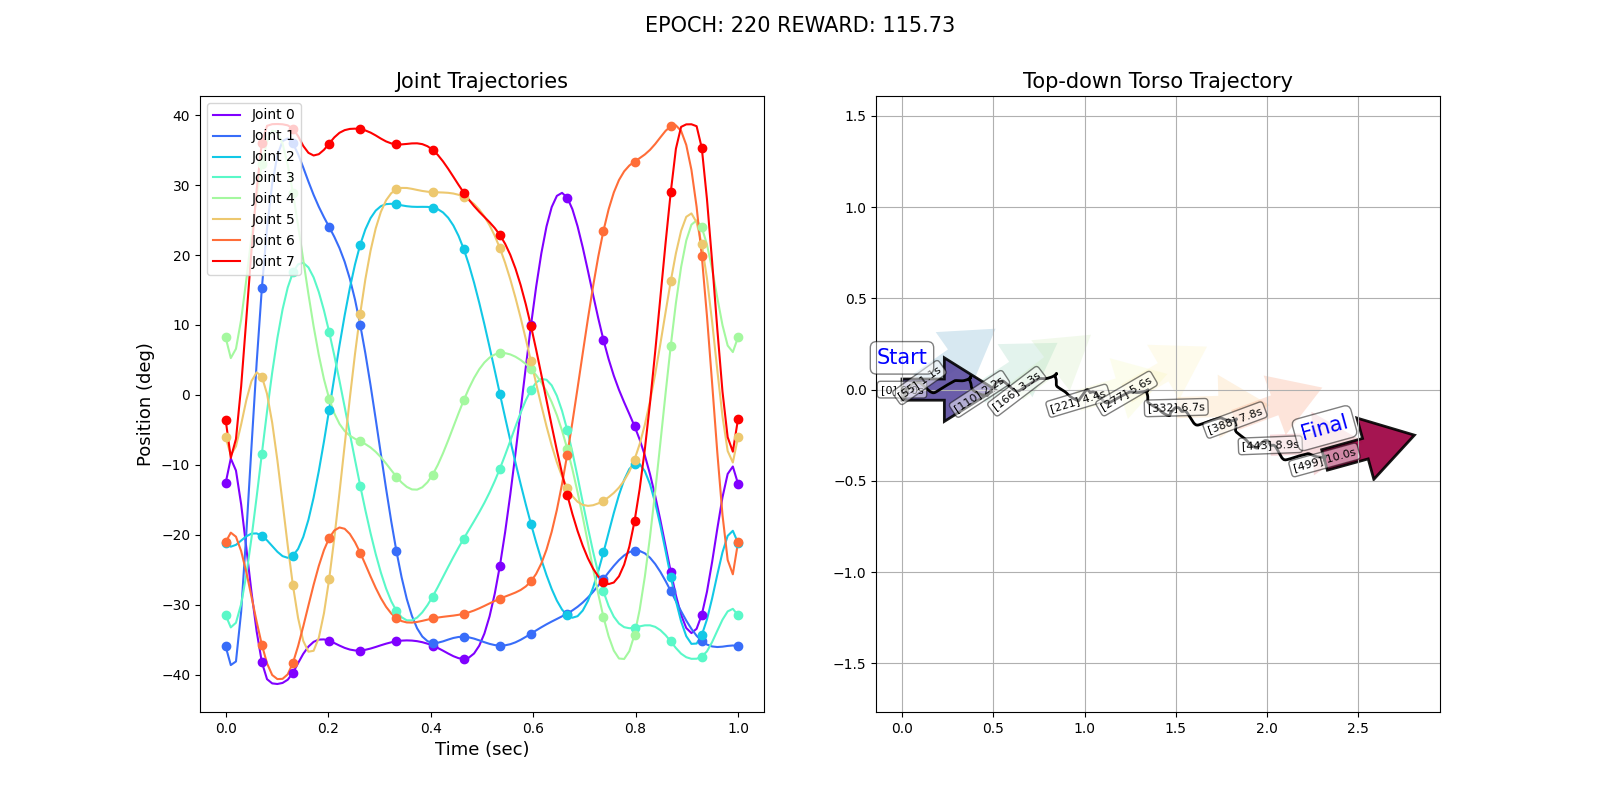 EPOCH: 220 REWARD: 115.73
Joint Trajectories
Position (deg)
40
30
20
10
0
−10
−20
−30
−40
Joint 0
Joint 1
Joint 2
Joint 3
Joint 4
Joint 5
Joint 6
Joint 7
0.0
0.2
0.4
0.6
0.8
1.0
Time (sec)
Top-down Torso Trajectory
1.5
1.0
0.5
0.0
−0.5
−1.0
−1.5
Start
[0]
[55] 1.1s
[110] 2.2s
[166] 3.3s
[221] 4.4s
[277] 5.6s
[332] 6.7s
[388] 7.8s
[443] 8.9s
[499] 10.0s
Final
0.0
0.5
1.0
1.5
2.0
2.5